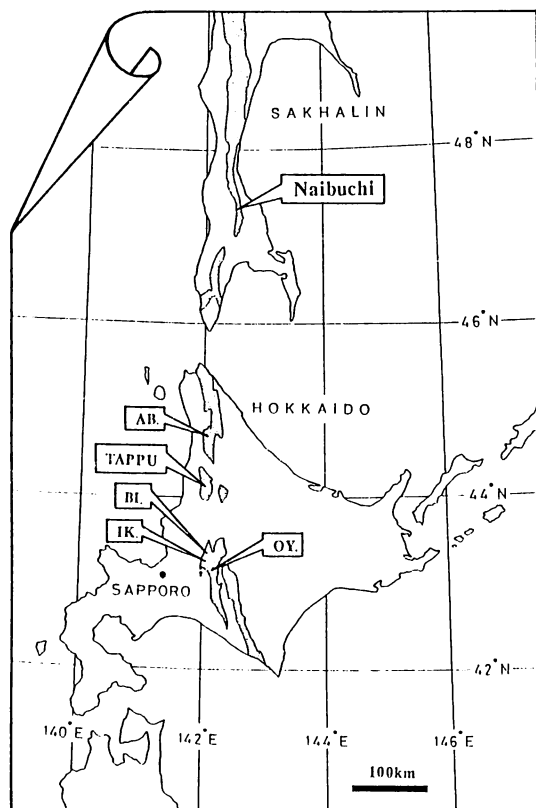 SAKHALIN
48°N
Naibuchi
46°N
HOKKAIDO
AB.
TAPPU
BI.
44°N
IK.
OY.
SAPPORO
42°N
140°E
142°E
144°E
146°E
100km